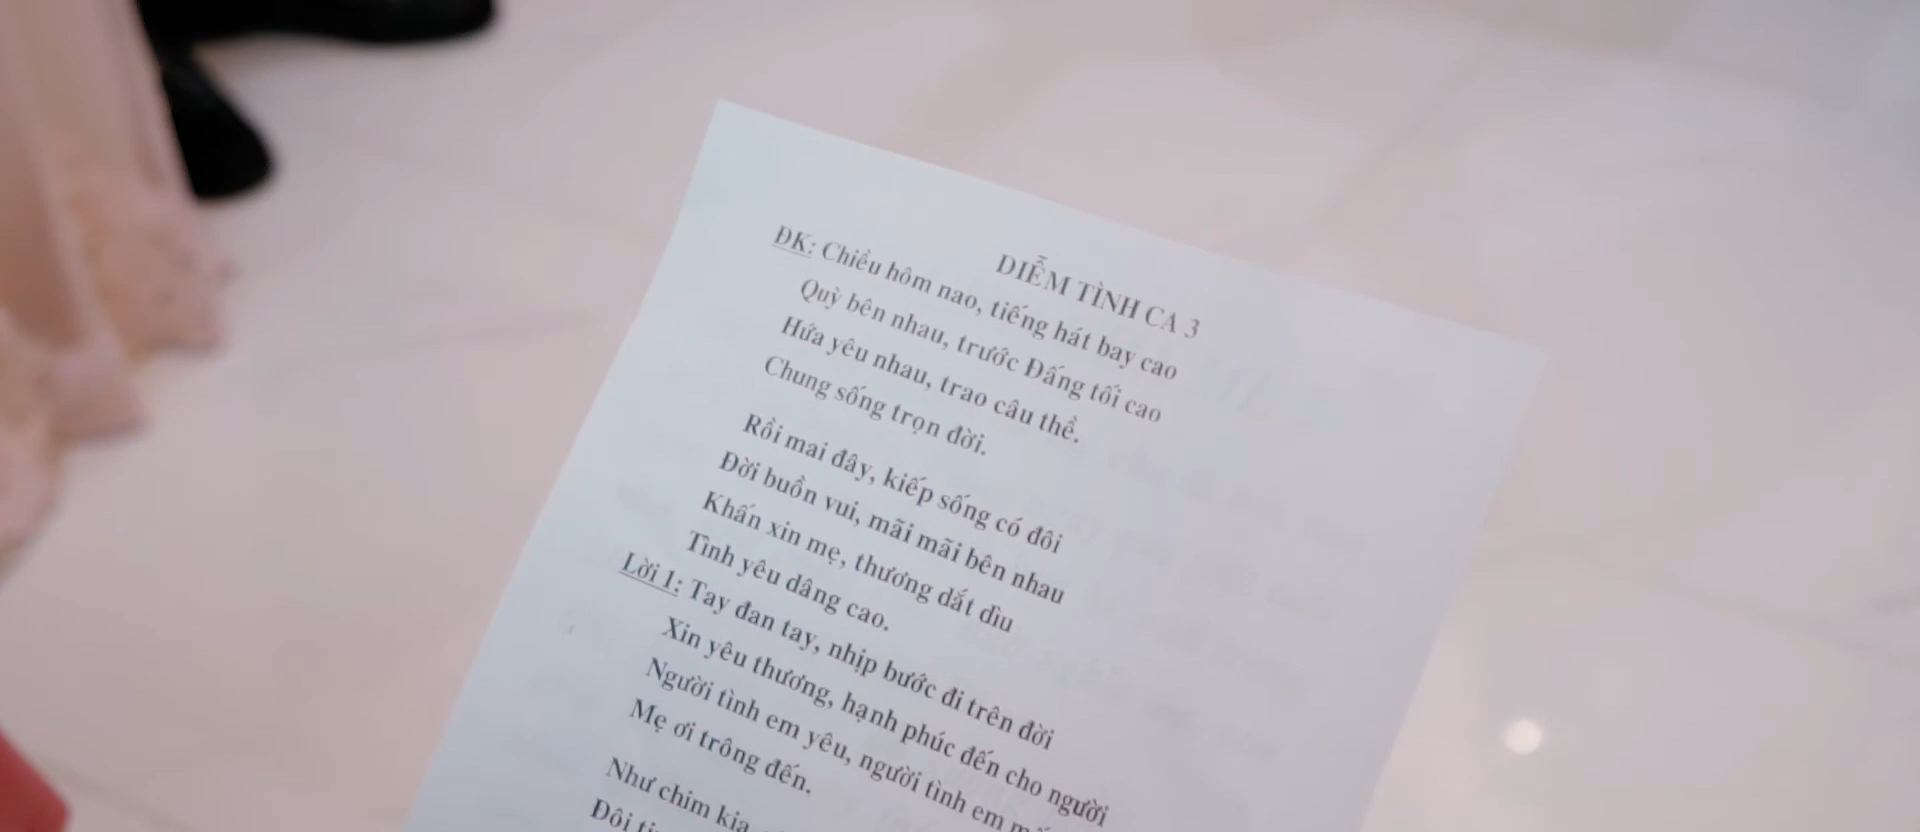 DIỄM TÌNH CA 3
ĐK: Chiều hôm nao, tiếng hát bay cao
Quỳ bên nhau, trước Đấng tối cao
Hứa yêu nhau, trao câu thề.
Chung sống trọn đời.
Rồi mai đây, kiếp sống có đôi
Đời buồn vui, mãi mãi bên nhau
Khấn xin mẹ, thương dắt dìu
Tình yêu dâng cao.
Lời 1: Tay đan tay, nhịp bước đi trên đời
Xin yêu thương, hạnh phúc đến cho người
Người tình em yêu, người tình em
Mẹ ơi trông đến.
Như chim kia
Đôi